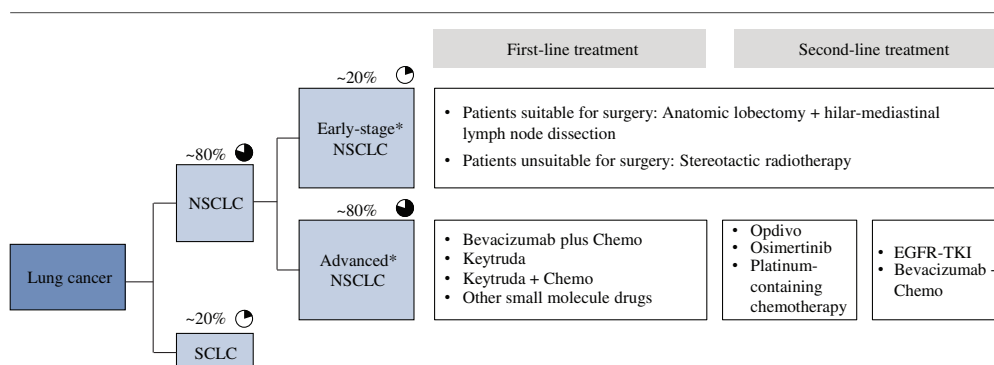 First-line treatment
Second-line treatment
~20%
Early-stage*
NSCLC
• Patients suitable for surgery: Anatomic lobectomy + hilar-mediastinal
lymph node dissection
• Patients unsuitable for surgery: Stereotactic radiotherapy
~80%
NSCLC
~80%
Advanced*
NSCLC
• Bevacizumab plus Chemo
• Keytruda
• Keytruda + Chemo
• Other small molecule drugs
• Opdivo
• Osimertinib
• Platinum-
containing
chemotherapy
• EGFR-TKI
• Bevacizumab
Chemo
Lung cancer
~20%
SCLC